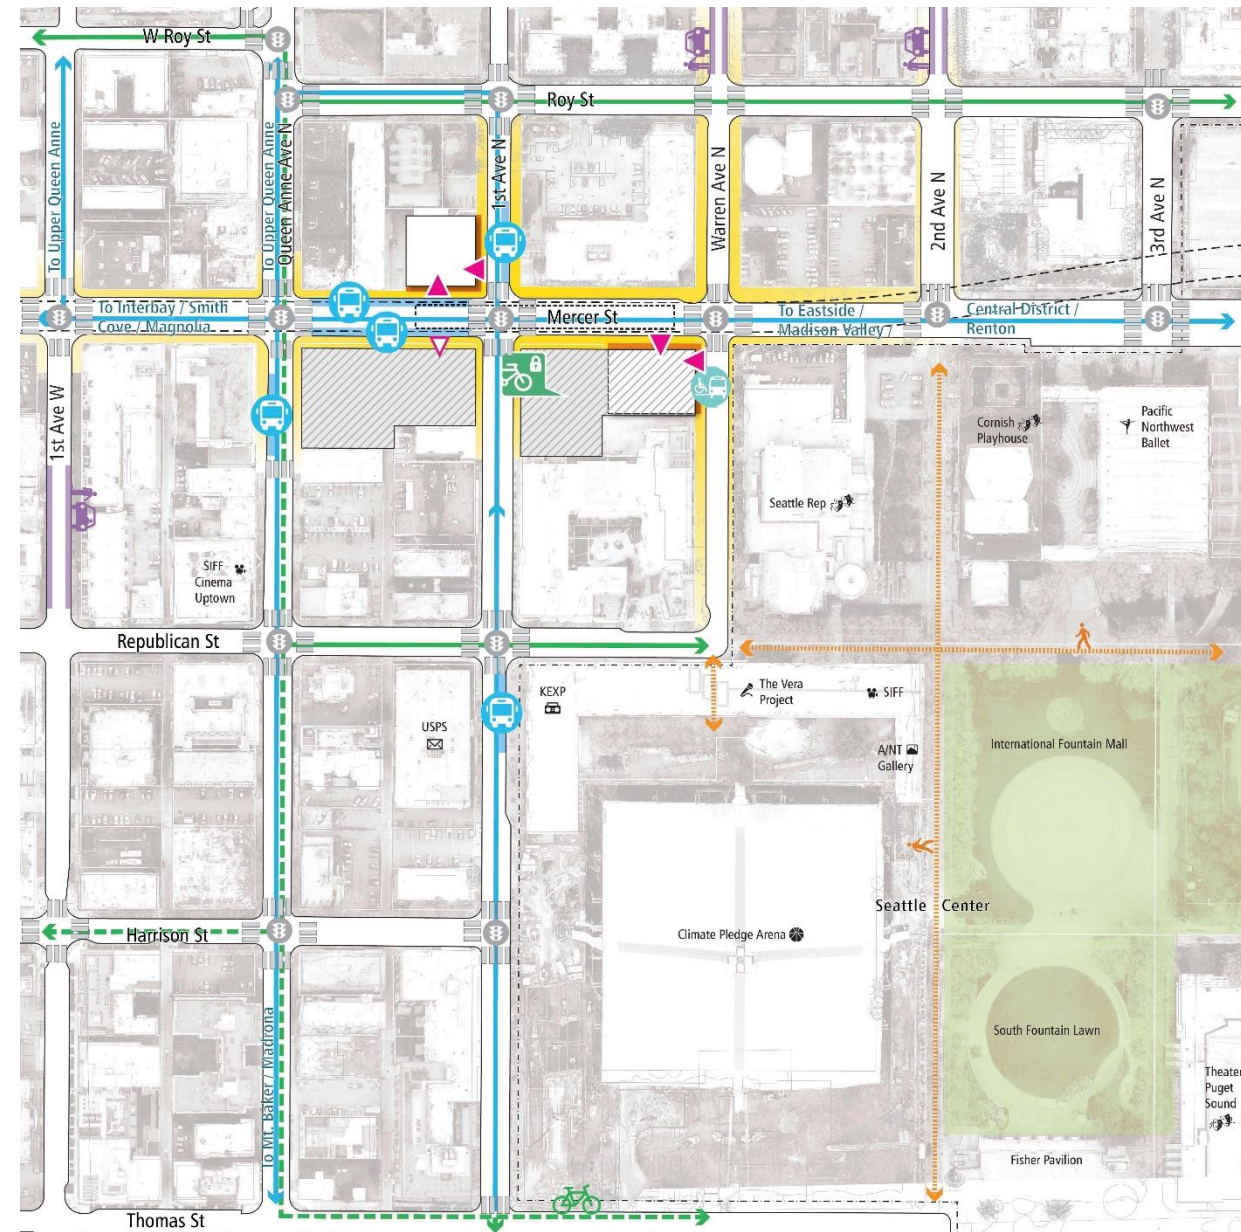 W Roy St
Roy St
To Upper Queen Anne
To Upper Queen Anne
Queen Anne Ave N
1st Ave N
Warren Ave N
2nd Ave N
3rd Ave N
To Interbay / Smith
Cove / Magnolia
Mercer St
To Eastside /
Madison Valley /
Central District /
Renton
1st Ave W
Cornish
Playhouse
Pacific
Northwest
Ballet
Seattle Rep
SIFF
Cinema
Uptown
Republican St
KEXP
The Vera
Project
SIFF
USPS
A/NT
Gallery
International Fountain Mall
Seattle Center
Harrison St
Climate Pledge Arena
South Fountain Lawn
To Mt. Baker / Madrona
Theater
Puget
Sound
Fisher Pavilion
Thomas St